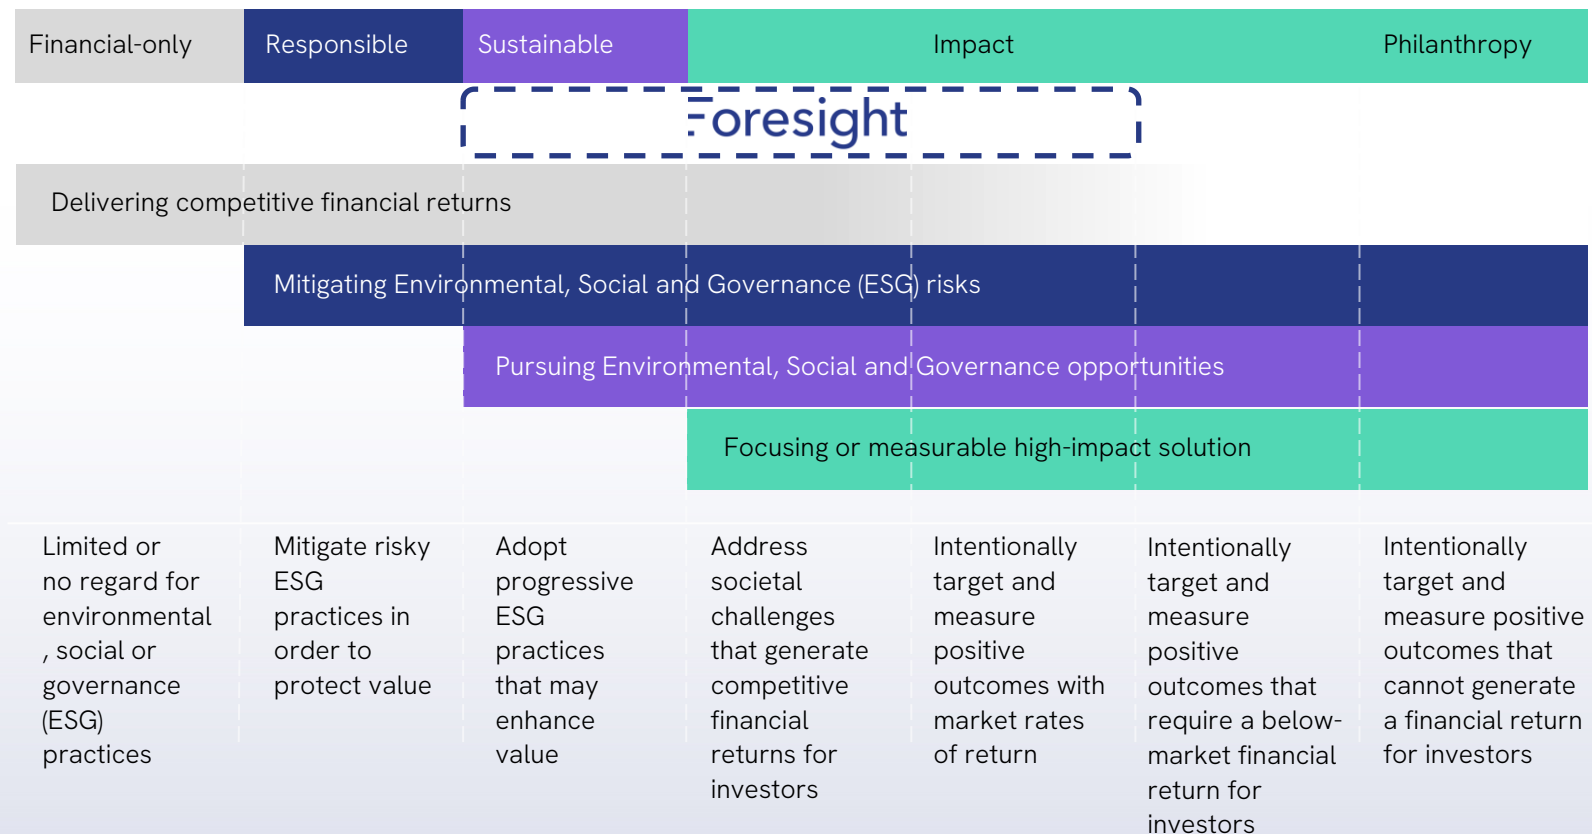 Financial-only
Responsible
Sustainable
Impact
Philanthropy
Foresight
Delivering competitive financial returns
Mitigating Environmental, Social and Governance (ESG) risks
Pursuing Environmental, Social and Governance opportunities
Focusing or measurable high-impact solution
Limited or
no regard for
environmental
, social or
governance
(ESG)
practices
Mitigate risky
ESG
practices in
order to
protect value
Adopt
progressive
ESG
practices
that may
enhance
value
Address
societal
challenges
that generate
competitive
financial
returns for
investors
Intentionally
target and
measure
positive
outcomes with
market rates
of return
Intentionally
target and
measure
positive
outcomes that
require a below-
market financial
return for
investors
Intentionally
target and
measure positive
outcomes that
cannot generate
a financial return
for investors